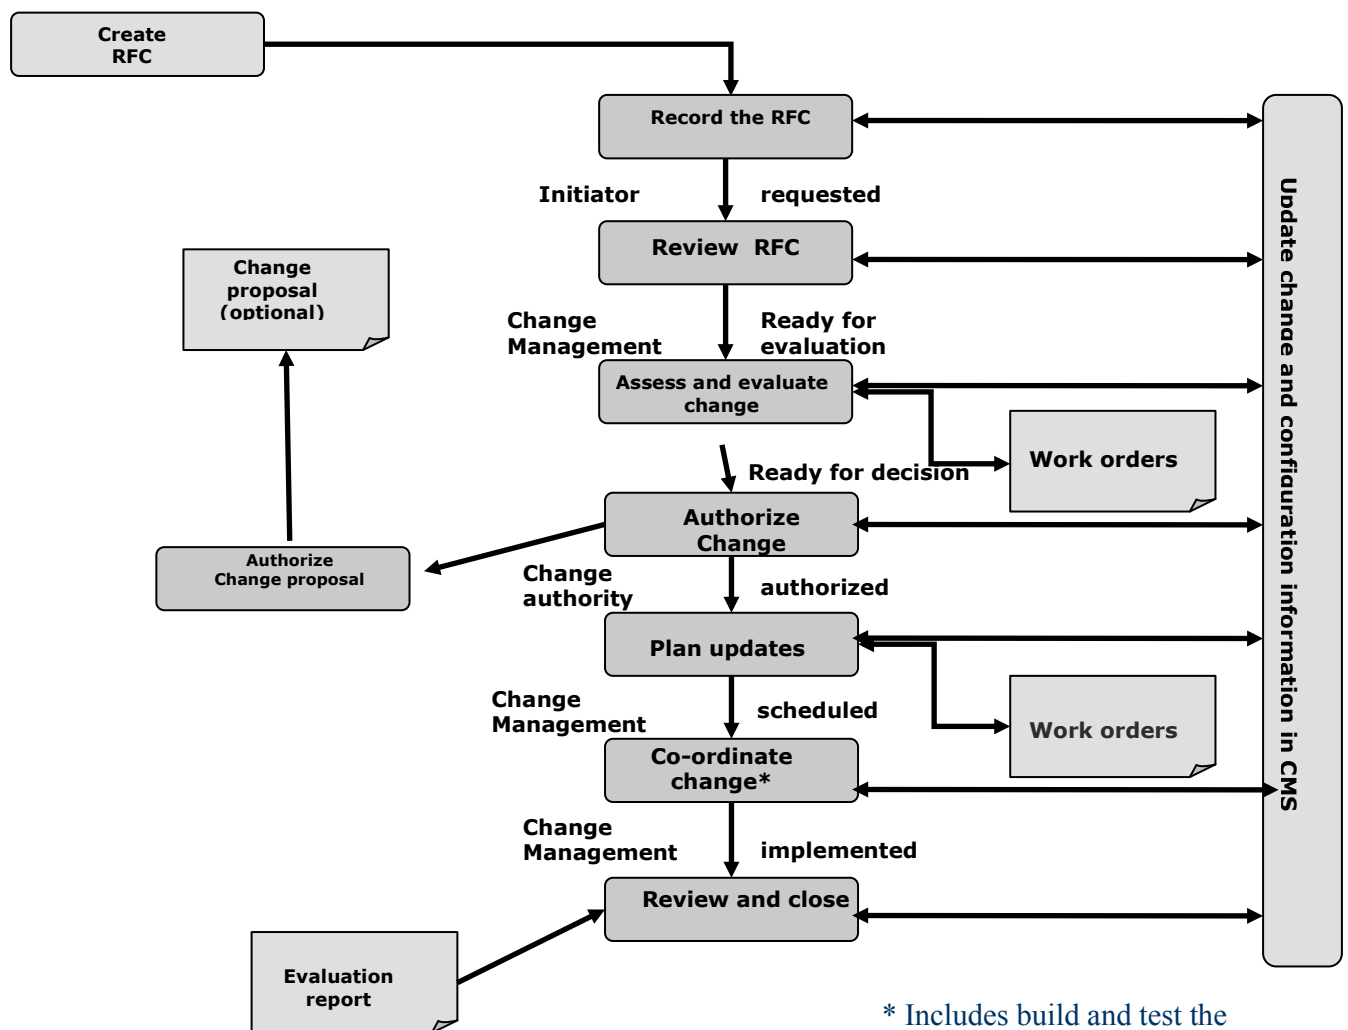 Create
RFC
Record the RFC
Initiator requested
Review RFC
Change
proposal
(optional)
Change
Management
Ready for
evaluation
Assess and evaluate
change
Work orders
Ready for decision
Authorize
Change
Authorize
Change proposal
Change
authority
authorized
Plan updates
Change
Management
scheduled
Work orders
Co-ordinate
change*
Change
Management
implemented
Review and close
Evaluation
report
Update change and configuration information in CMS
* Includes build and test the